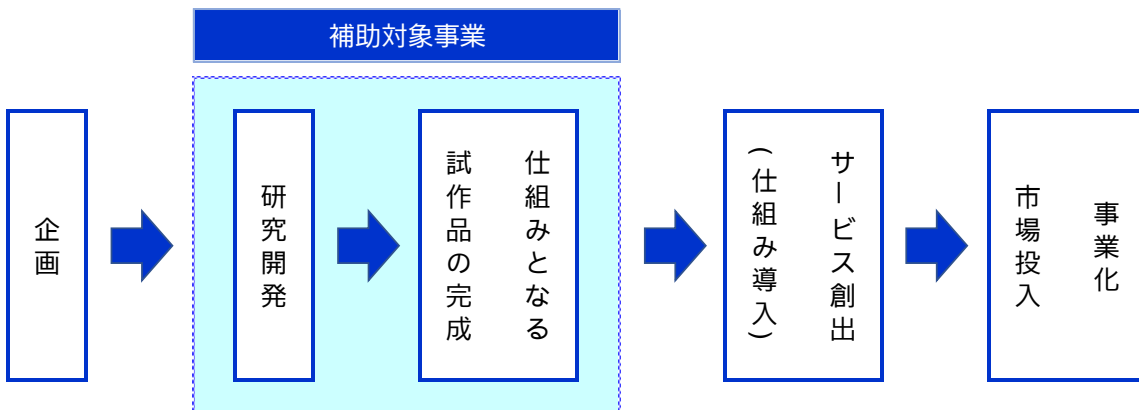 補助対象事業
企画
研究開発
仕組みとなる
試作品の完成
サービス創出
(仕組み導入)
事業化
市場投入